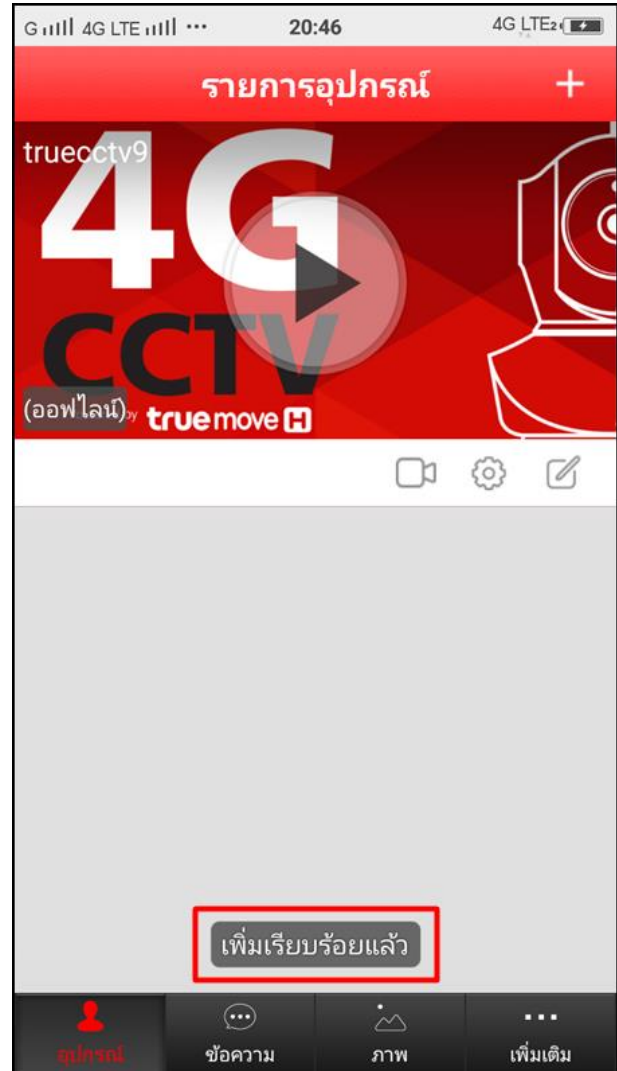 G 4G LTE ••• 20:46 4G LTE2
รายการอุปกรณ์ +
truecctv9
4G
CCTV
(ออฟไลน์) by truemove H
เพิ่มเรียบร้อยแล้ว
อุปกรณ์ ข้อความ ภาพ เพิ่มเติม